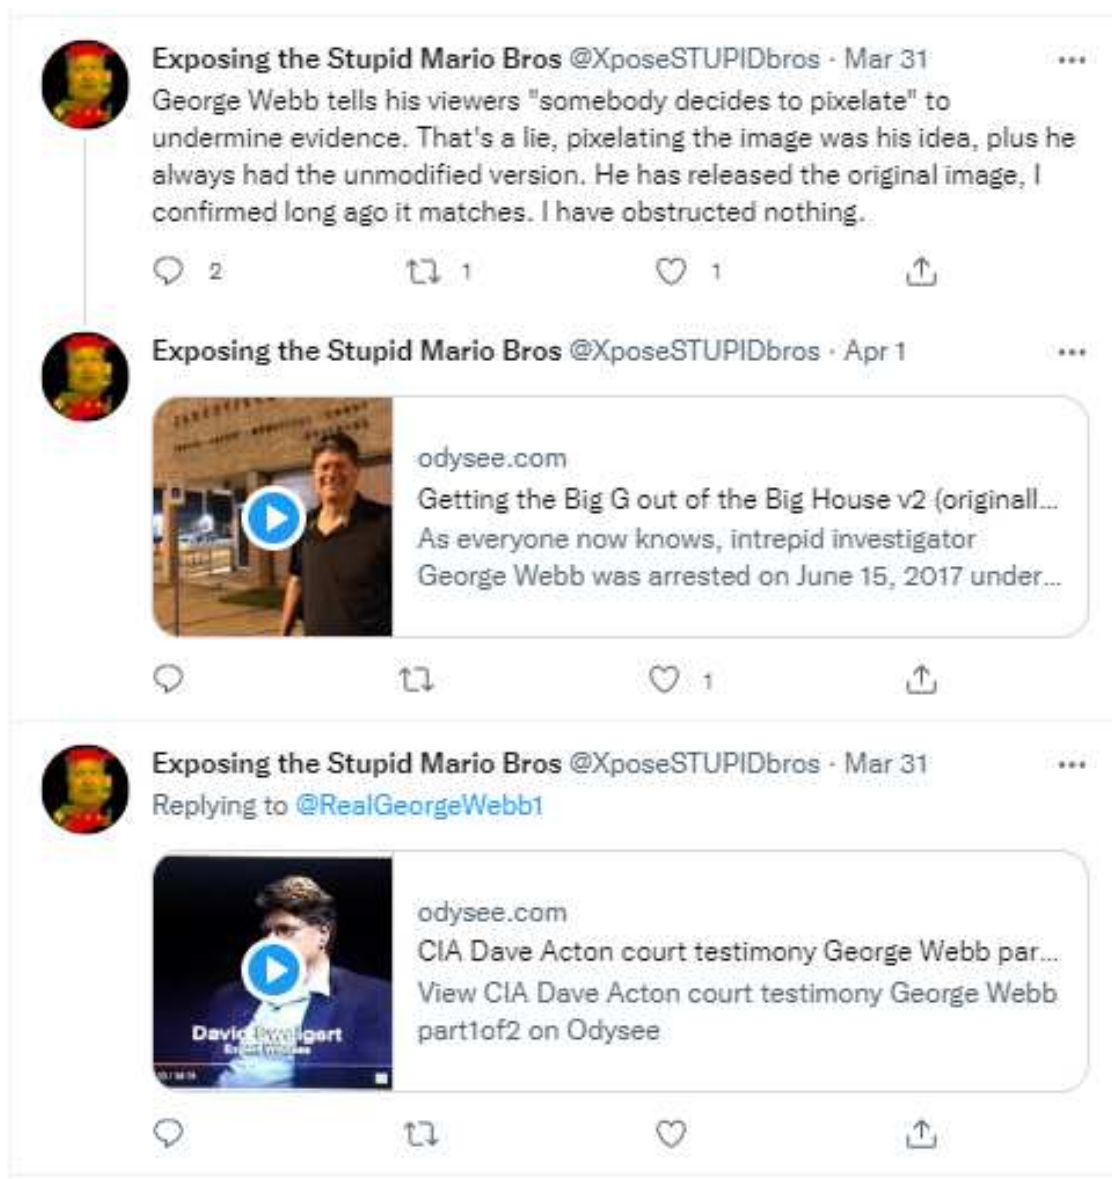 Exposing the Stupid Mario Bros @XposeSTUPIDbros · Mar 31
George Webb tells his viewers "somebody decides to pixelate" to
undermine evidence. That's a lie, pixelating the image was his idea, plus he
always had the unmodified version. He has released the original image, I
confirmed long ago it matches. I have obstructed nothing.
2 1 1
Exposing the Stupid Mario Bros @XposeSTUPIDbros · Apr 1
odysee.com
Getting the Big G out of the Big House v2 (originall...
As everyone now knows, intrepid investigator
George Webb was arrested on June 15, 2017 under...
1
Exposing the Stupid Mario Bros @XposeSTUPIDbros · Mar 31
Replying to @RealGeorgeWebb1
odysee.com
CIA Dave Acton court testimony George Webb par...
View CIA Dave Acton court testimony George Webb
part1of2 on Odysee